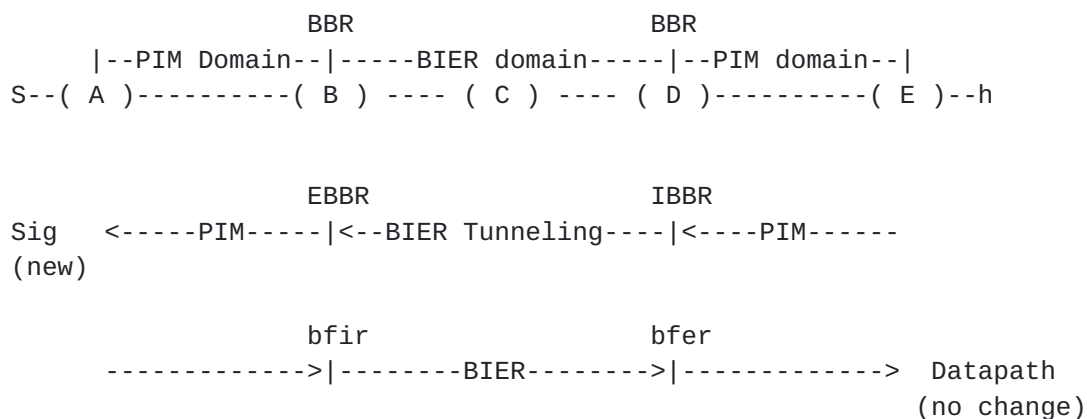 BBR BBR
|--PIM Domain--|-----BIER domain-----|--PIM domain--|
S--( A )----------( B ) ---- ( C ) ---- ( D )----------( E )--h
EBBR IBBR
Sig <-----PIM-----|<--BIER Tunneling----|<----PIM------
(new)
bfir bfer
------------->|--------BIER-------->|-------------> Datapath
(no change)